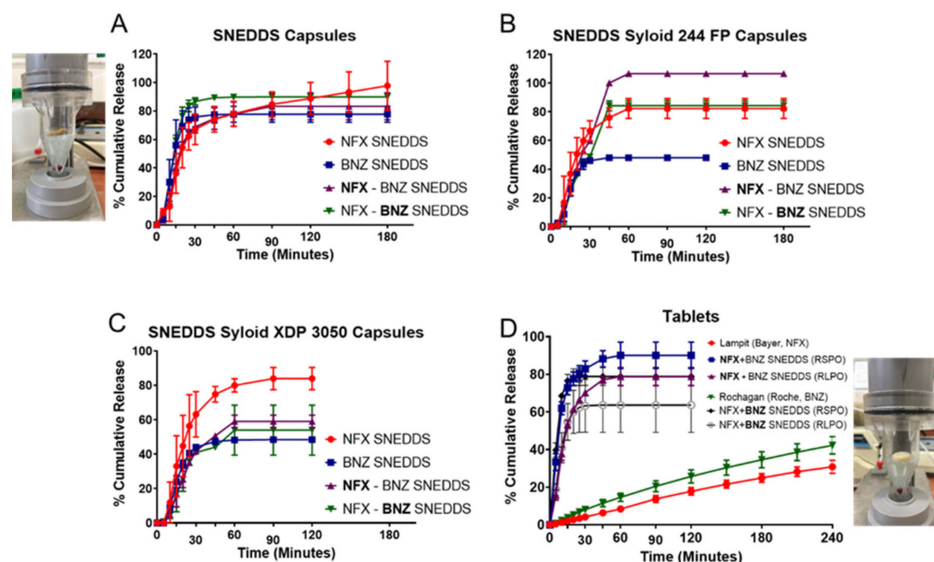 A
SNEDDS Capsules
% Cumulative Release
120
100
80
60
40
20
0
0 30 60 90 120 150 180
Time (Minutes)
NFX SNEDDS
BNZ SNEDDS
NFX - BNZ SNEDDS
NFX - BNZ SNEDDS
B
SNEDDS Syloid 244 FP Capsules
% Cumulative Release
120
100
80
60
40
20
0
0 30 60 90 120 150 180
Time (Minutes)
NFX SNEDDS
BNZ SNEDDS
NFX - BNZ SNEDDS
NFX - BNZ SNEDDS
C
SNEDDS Syloid XDP 3050 Capsules
% Cumulative Release
100
80
60
40
20
0
0 30 60 90 120 150 180
Time (Minutes)
NFX SNEDDS
BNZ SNEDDS
NFX - BNZ SNEDDS
NFX - BNZ SNEDDS
D
Tablets
% Cumulative Release
100
80
60
40
20
0
0 30 60 90 120 150 180 210 240
Time (Minutes)
Lampit (Bayer, NFX)
NFX+BNZ SNEDDS (RSPO)
NFX - BNZ SNEDDS (RLPO)
Rochagan (Roche, BNZ)
NFX+BNZ SNEDDS (RSPO)
NFX+BNZ SNEDDS (RLPO)